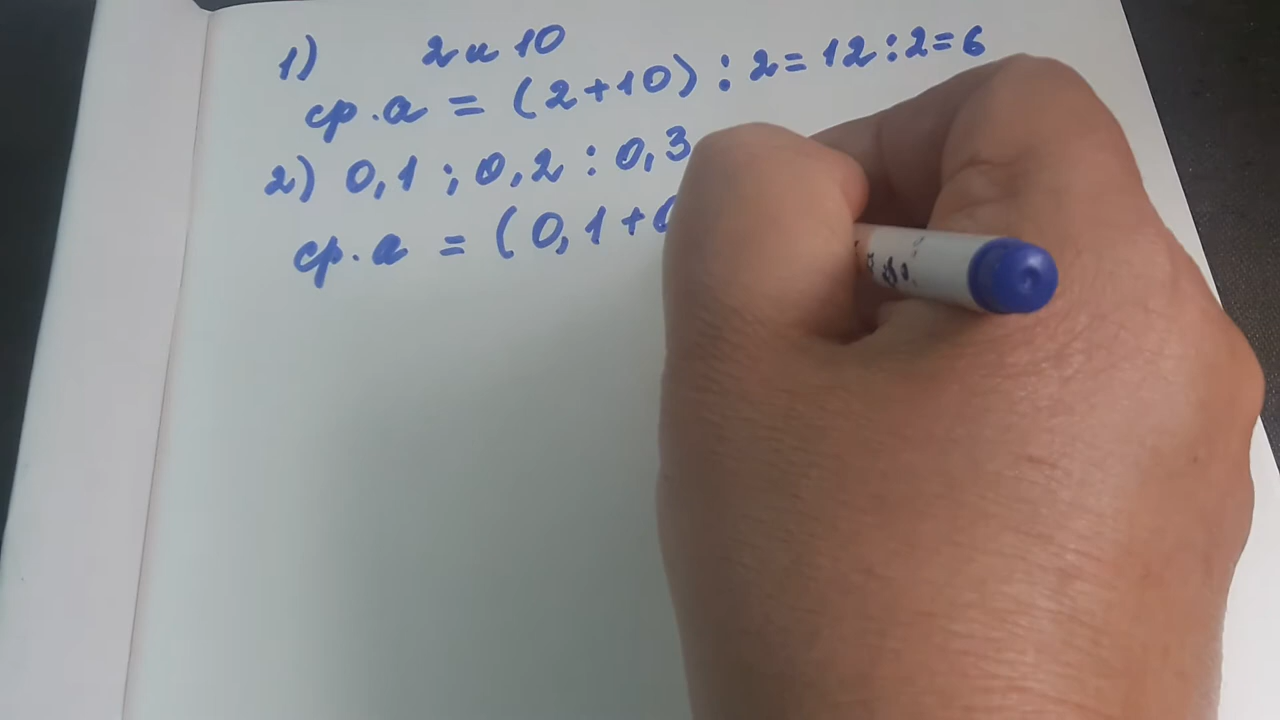 1) 2 и 10
ср.а = (2+10) : 2 = 12 : 2 = 6
2) 0,1 ; 0,2 : 0,3
ср.а = (0,1 +